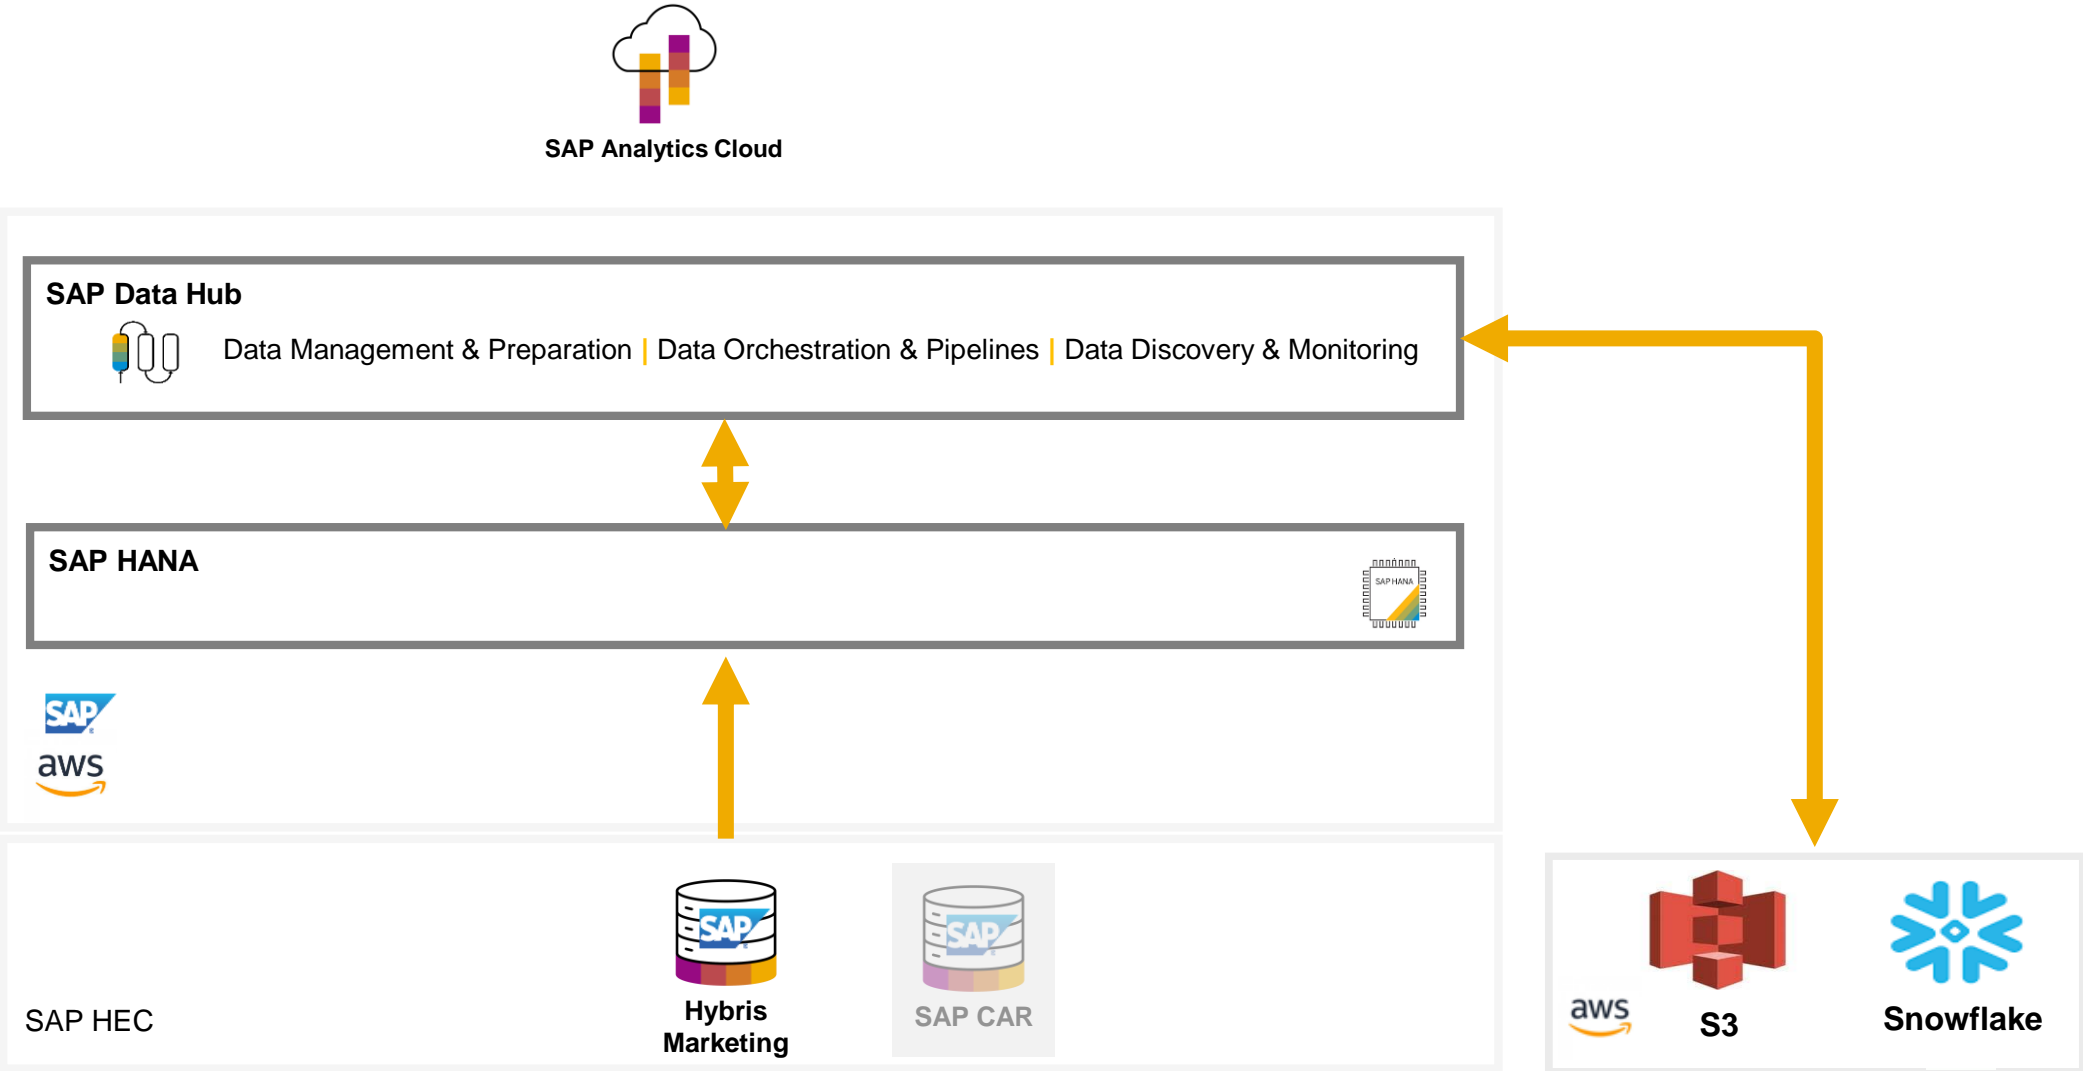 SAP Analytics Cloud
SAP Data Hub
Data Management & Preparation | Data Orchestration & Pipelines | Data Discovery & Monitoring
SAP HANA
SAP HANA
SAP
aws
SAP
SAP
Hybris
Marketing
SAP CAR
SAP HEC
aws
S3
Snowflake